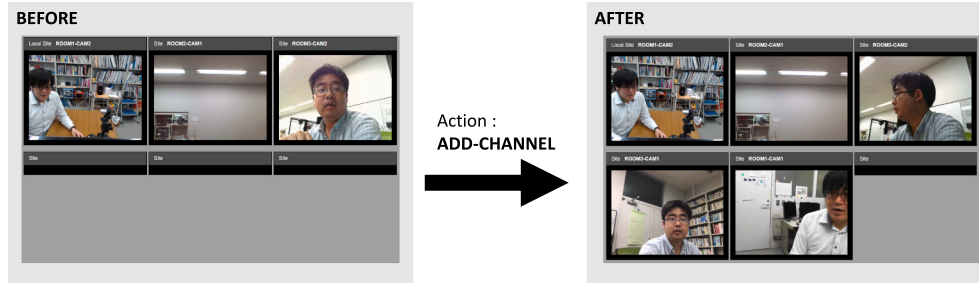 BEFORE
Local Site ROOM1-CAM2
Site ROOM2-CAM1
Site ROOM3-CAM2
Site
Site
Site
Action :
ADD-CHANNEL
AFTER
Local Site ROOM1-CAM2
Site ROOM2-CAM1
Site ROOM3-CAM2
Site ROOM3-CAM1
Site ROOM1-CAM1
Site